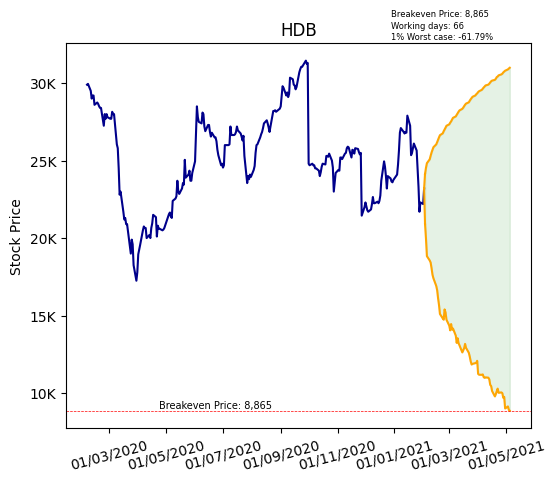 Breakeven Price: 8,865
Working days: 66
1% Worst case: -61.79%
HDB
Stock Price
30K
25K
20K
15K
10K
Breakeven Price: 8,865
01/03/2020
01/05/2020
01/07/2020
01/09/2020
01/11/2020
01/01/2021
01/03/2021
01/05/2021